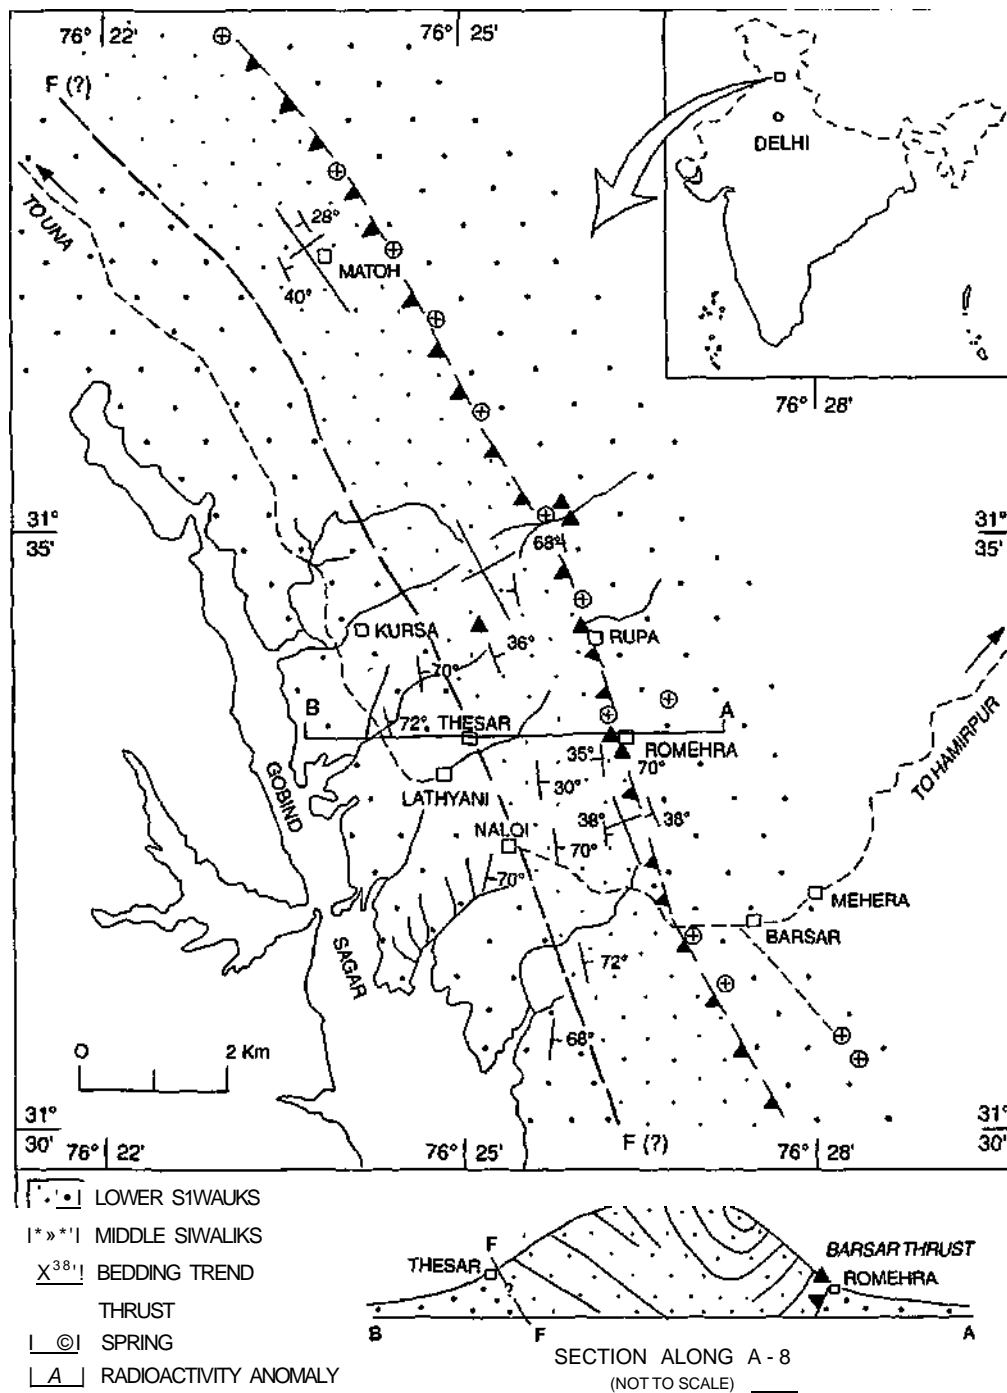 76° 22'
76° 25'
F (?)
DELHI
TO UNA
28°
MATOH
40°
76° 28'
31°
35'
31°
35'
68°
KURSA
RUPA
36°
70°
B
72°
THESAR
A
ROMEHRA
35°
70°
TO HAMIRPUR
LATHYANI
30°
GOBIND
NALOI
38°
38°
70°
70°
MEHERA
BARSAR
SAGAR
72°
68°
O
2 Km
31°
30'
31°
30'
76° 22'
76° 25'
F (?)
76° 28'
LOWER S1WAUKS
I*»*'I MIDDLE SIWALIKS
X38'! BEDDING TREND
THRUST
I ©I SPRING
| A | RADIOACTIVITY ANOMALY
THESAR
F
?
BARSAR THRUST
ROMEHRA
B
F
A
SECTION ALONG A - 8
(NOT TO SCALE)